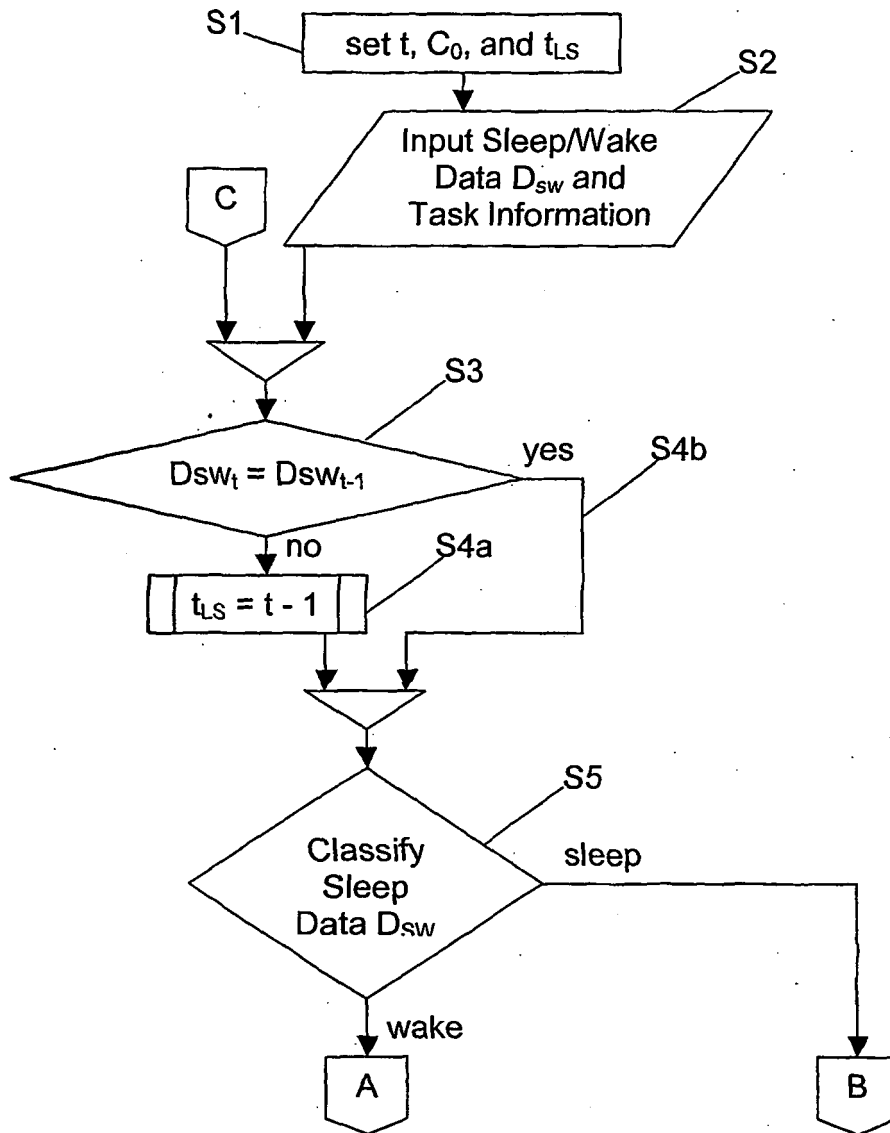 S1
set t, C₀, and t_LS
S2
Input Sleep/Wake
Data D_sw and
Task Information
C
S3
Dsw_t = Dsw_t-1
yes
S4b
no
S4a
t_LS = t - 1
S5
Classify
Sleep
Data D_sw
sleep
wake
A
B